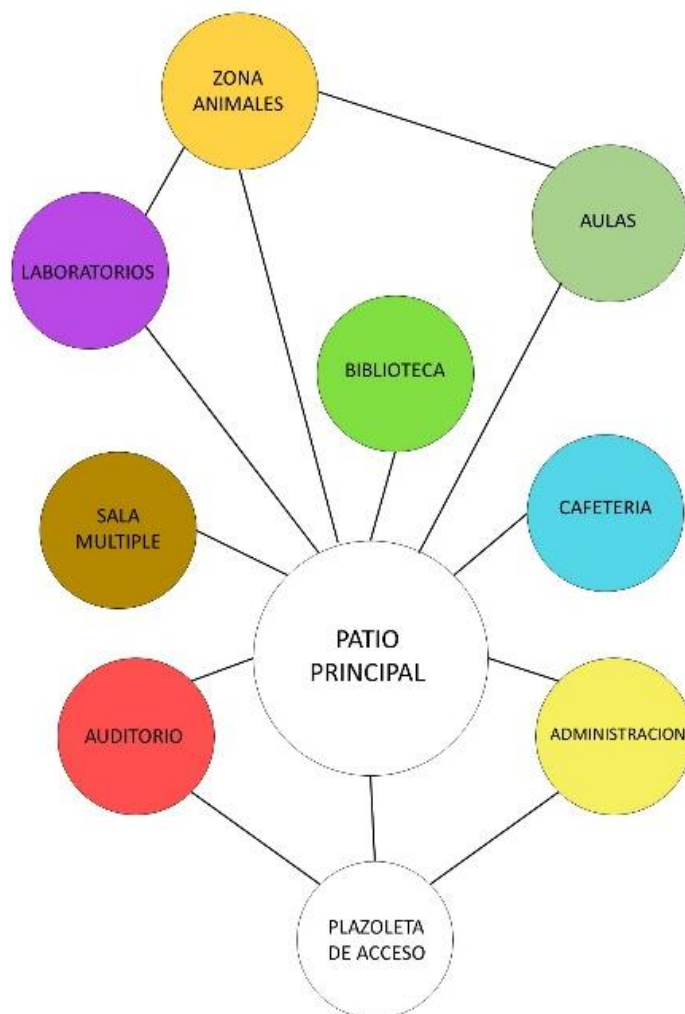 ZONA
ANIMALES
AULAS
LABORATORIOS
BIBLIOTECA
SALA
MULTIPLE
CAFETERIA
PATIO
PRINCIPAL
AUDITORIO
ADMINISTRACION
PLAZOLETA
DE ACCESO